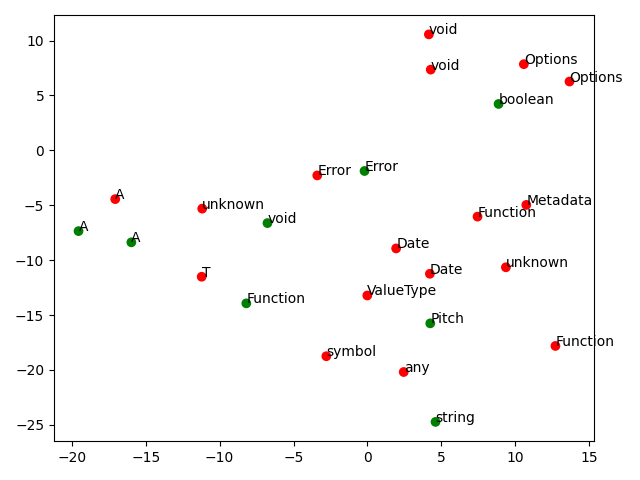 void
void
Options
Options
boolean
Error
Error
A
unknown
A
A
void
Metadata
Function
Date
Date
unknown
T
Function
ValueType
Pitch
Function
symbol
any
string
10
5
0
−5
−10
−15
−20
−25
−20 −15 −10 −5 0 5 10 15